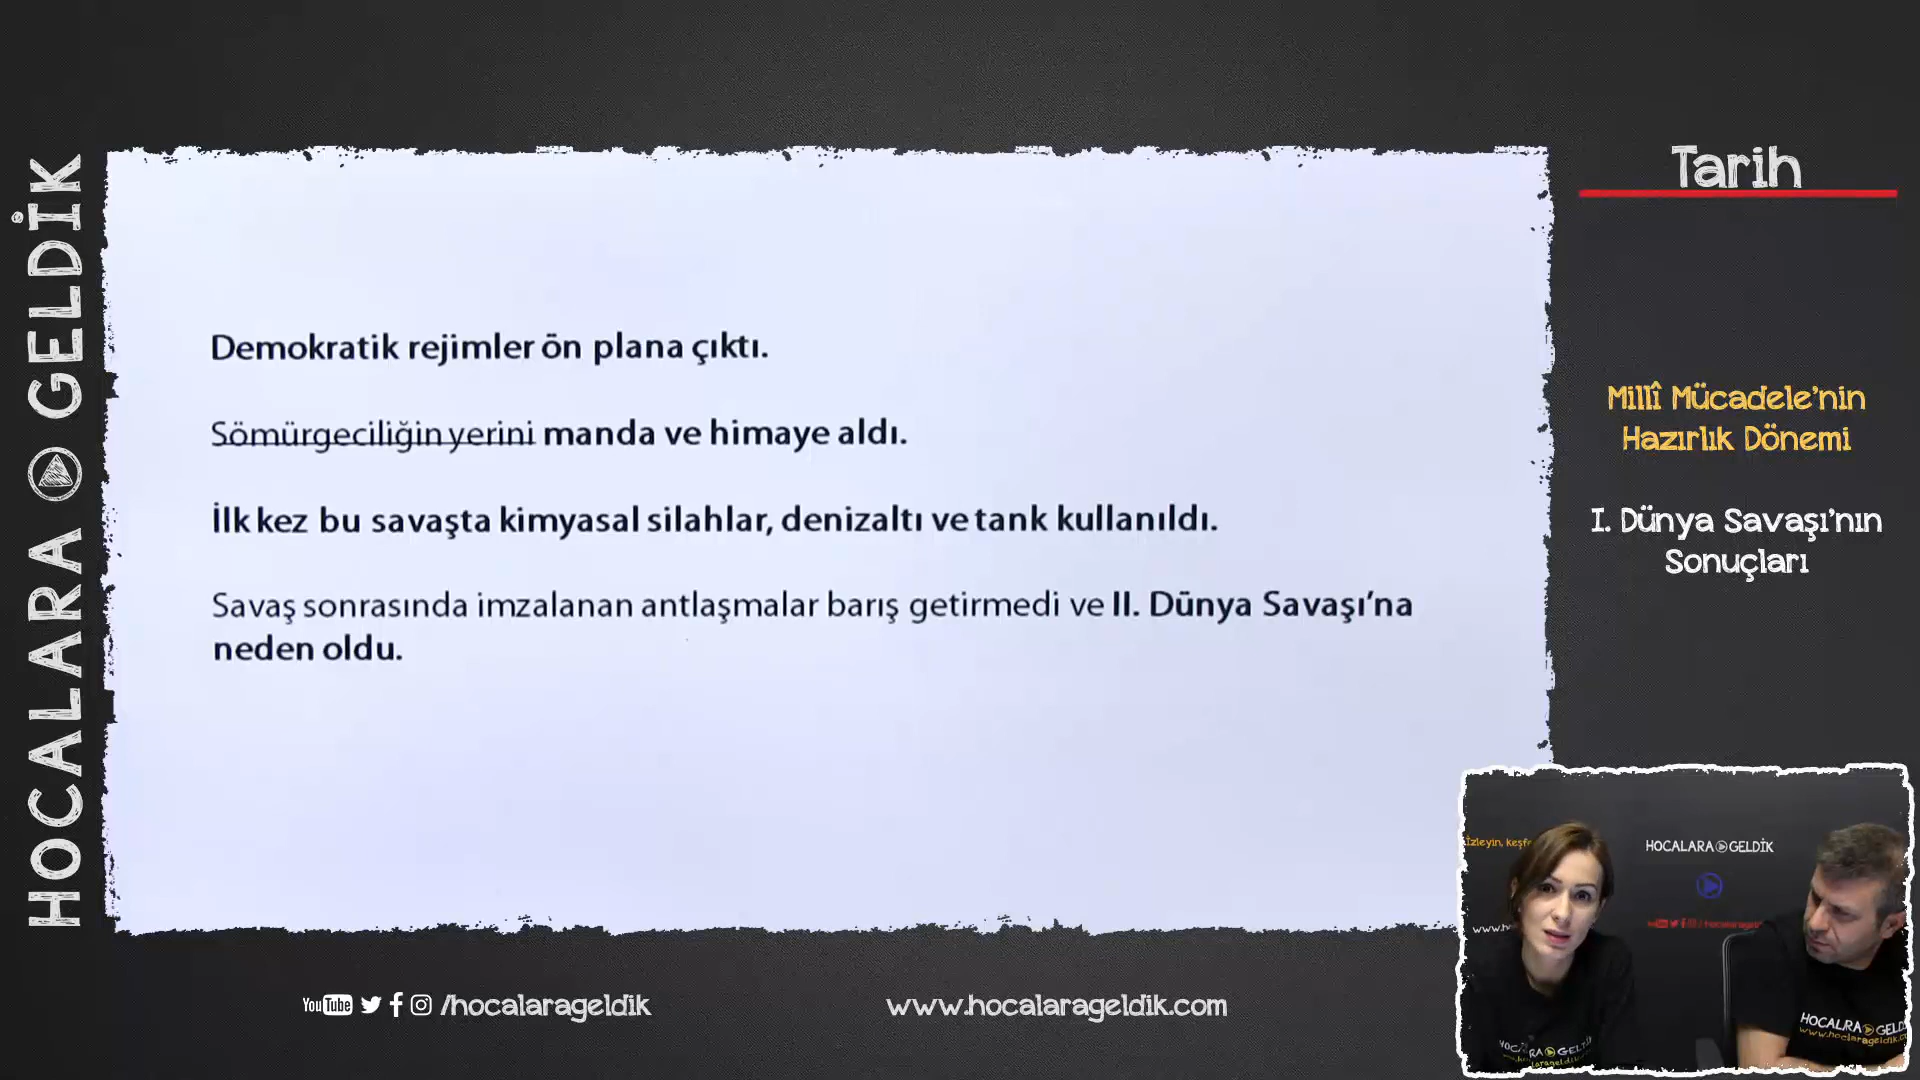 HOCALARA GELDİK
Tarih
Demokratik rejimler ön plana çıktı.
Sömürgeciliğin yerini manda ve himaye aldı.
İlk kez bu savaşta kimyasal silahlar, denizaltı ve tank kullanıldı.
Savaş sonrasında imzalanan antlaşmalar barış getirmedi ve II. Dünya Savaşı’na
neden oldu.
Millî Mücadele’nin
Hazırlık Dönemi
I. Dünya Savaşı’nın
Sonuçları
YouTube /hocalarageldik
www.hocalarageldik.com
HOCALARA GELDİK